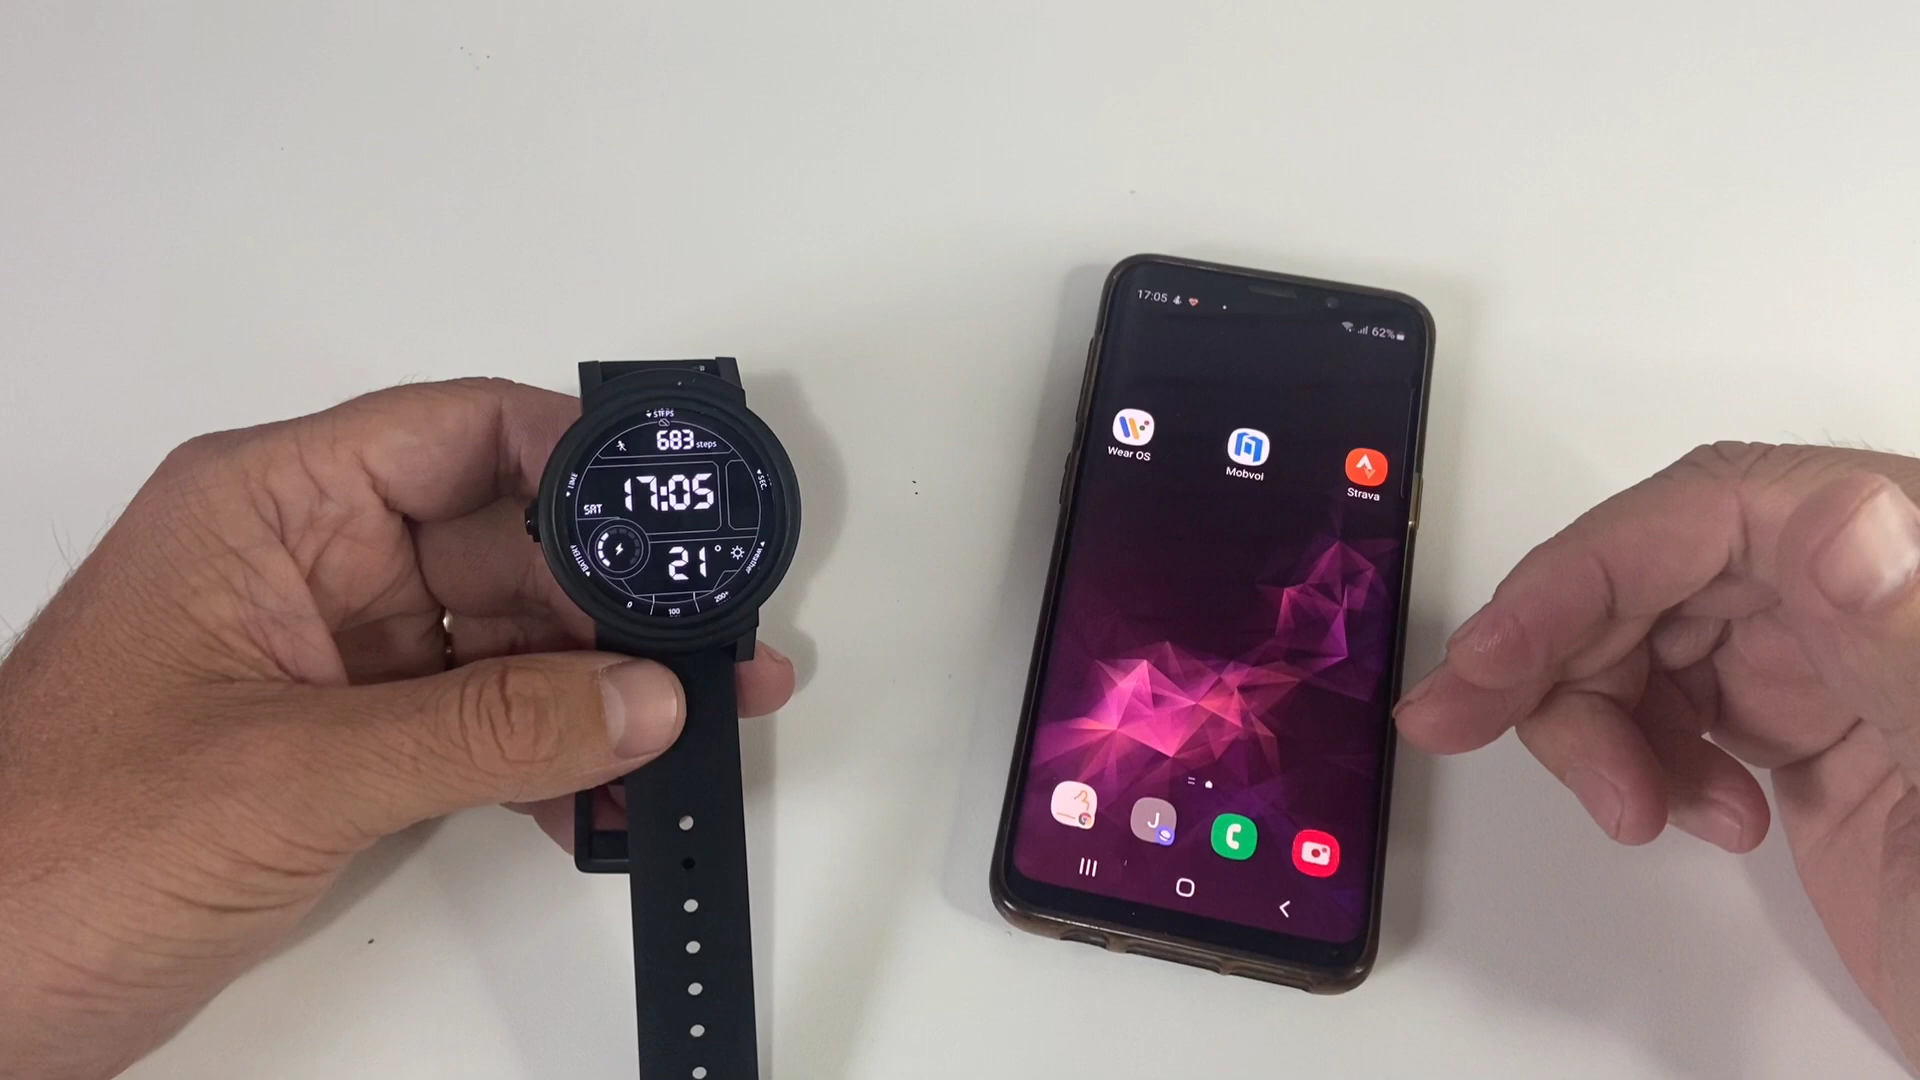 STEPS
683 steps
TIME
SEC.
17:05
SAT
BATTERY
21°
Weather
0
100
200+
17:05
62%
Wear OS
Mobvoi
Strava
J